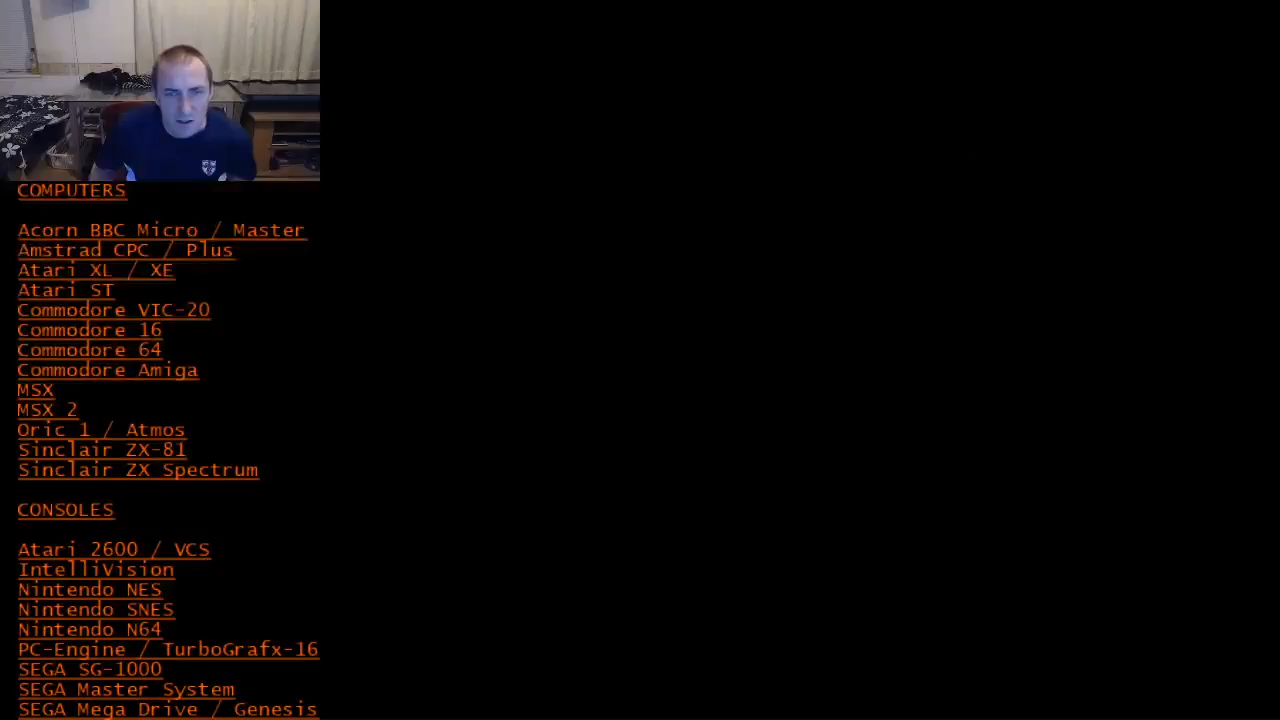 COMPUTERS
Acorn BBC Micro / Master
Amstrad CPC / Plus
Atari XL / XE
Atari ST
Commodore VIC-20
Commodore 16
Commodore 64
Commodore Amiga
MSX
MSX 2
Oric 1 / Atmos
Sinclair ZX-81
Sinclair ZX Spectrum
CONSOLES
Atari 2600 / VCS
IntelliVision
Nintendo NES
Nintendo SNES
Nintendo N64
PC-Engine / TurboGrafx-16
SEGA SG-1000
SEGA Master System
SEGA Mega Drive / Genesis